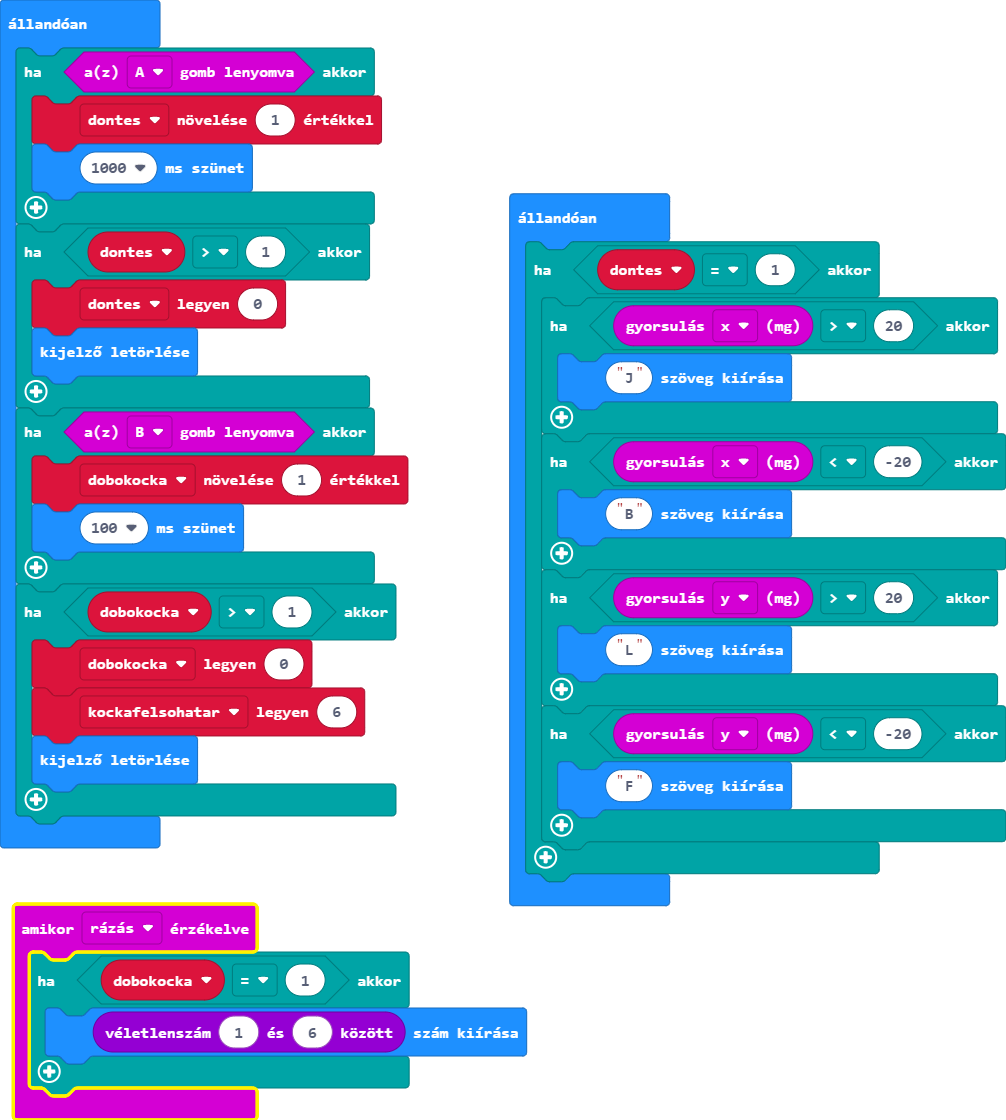 állandóan
ha a(z) A gomb lenyomva akkor
dontes növelése 1 értékkel
1000 ms szünet
ha dontes > 1 akkor
dontes legyen 0
kijelző letörlése
ha a(z) B gomb lenyomva akkor
dobokocka növelése 1 értékkel
100 ms szünet
ha dobokocka > 1 akkor
dobokocka legyen 0
kockafelsohatar legyen 6
kijelző letörlése
állandóan
ha dontes = 1 akkor
ha gyorsulás x (mg) > 20 akkor
"J" szöveg kiírása
ha gyorsulás x (mg) < -20 akkor
"B" szöveg kiírása
ha gyorsulás y (mg) > 20 akkor
"L" szöveg kiírása
ha gyorsulás y (mg) < -20 akkor
"F" szöveg kiírása
amikor rázás érzékelve
ha dobokocka = 1 akkor
véletlenszám 1 és 6 között szám kiírása